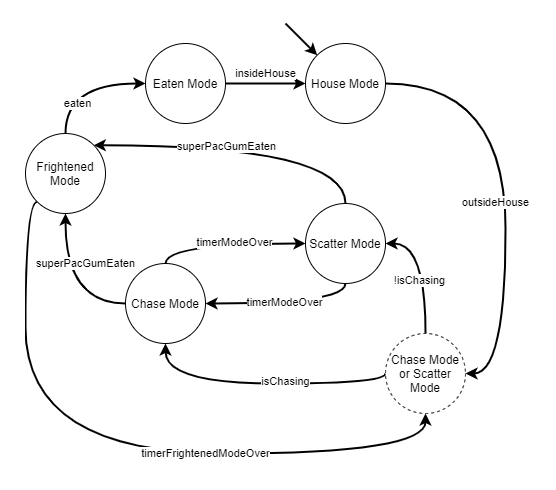 insideHouse
Eaten Mode
House Mode
eaten
superPacGumEaten
Frightened
Mode
outsideHouse
timerModeOver
Scatter Mode
superPacGumEaten
!isChasing
Chase Mode
timerModeOver
Chase Mode
or Scatter
Mode
isChasing
timerFrightenedModeOver